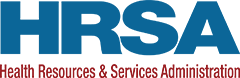 HRSA
Health Resources & Services Administration